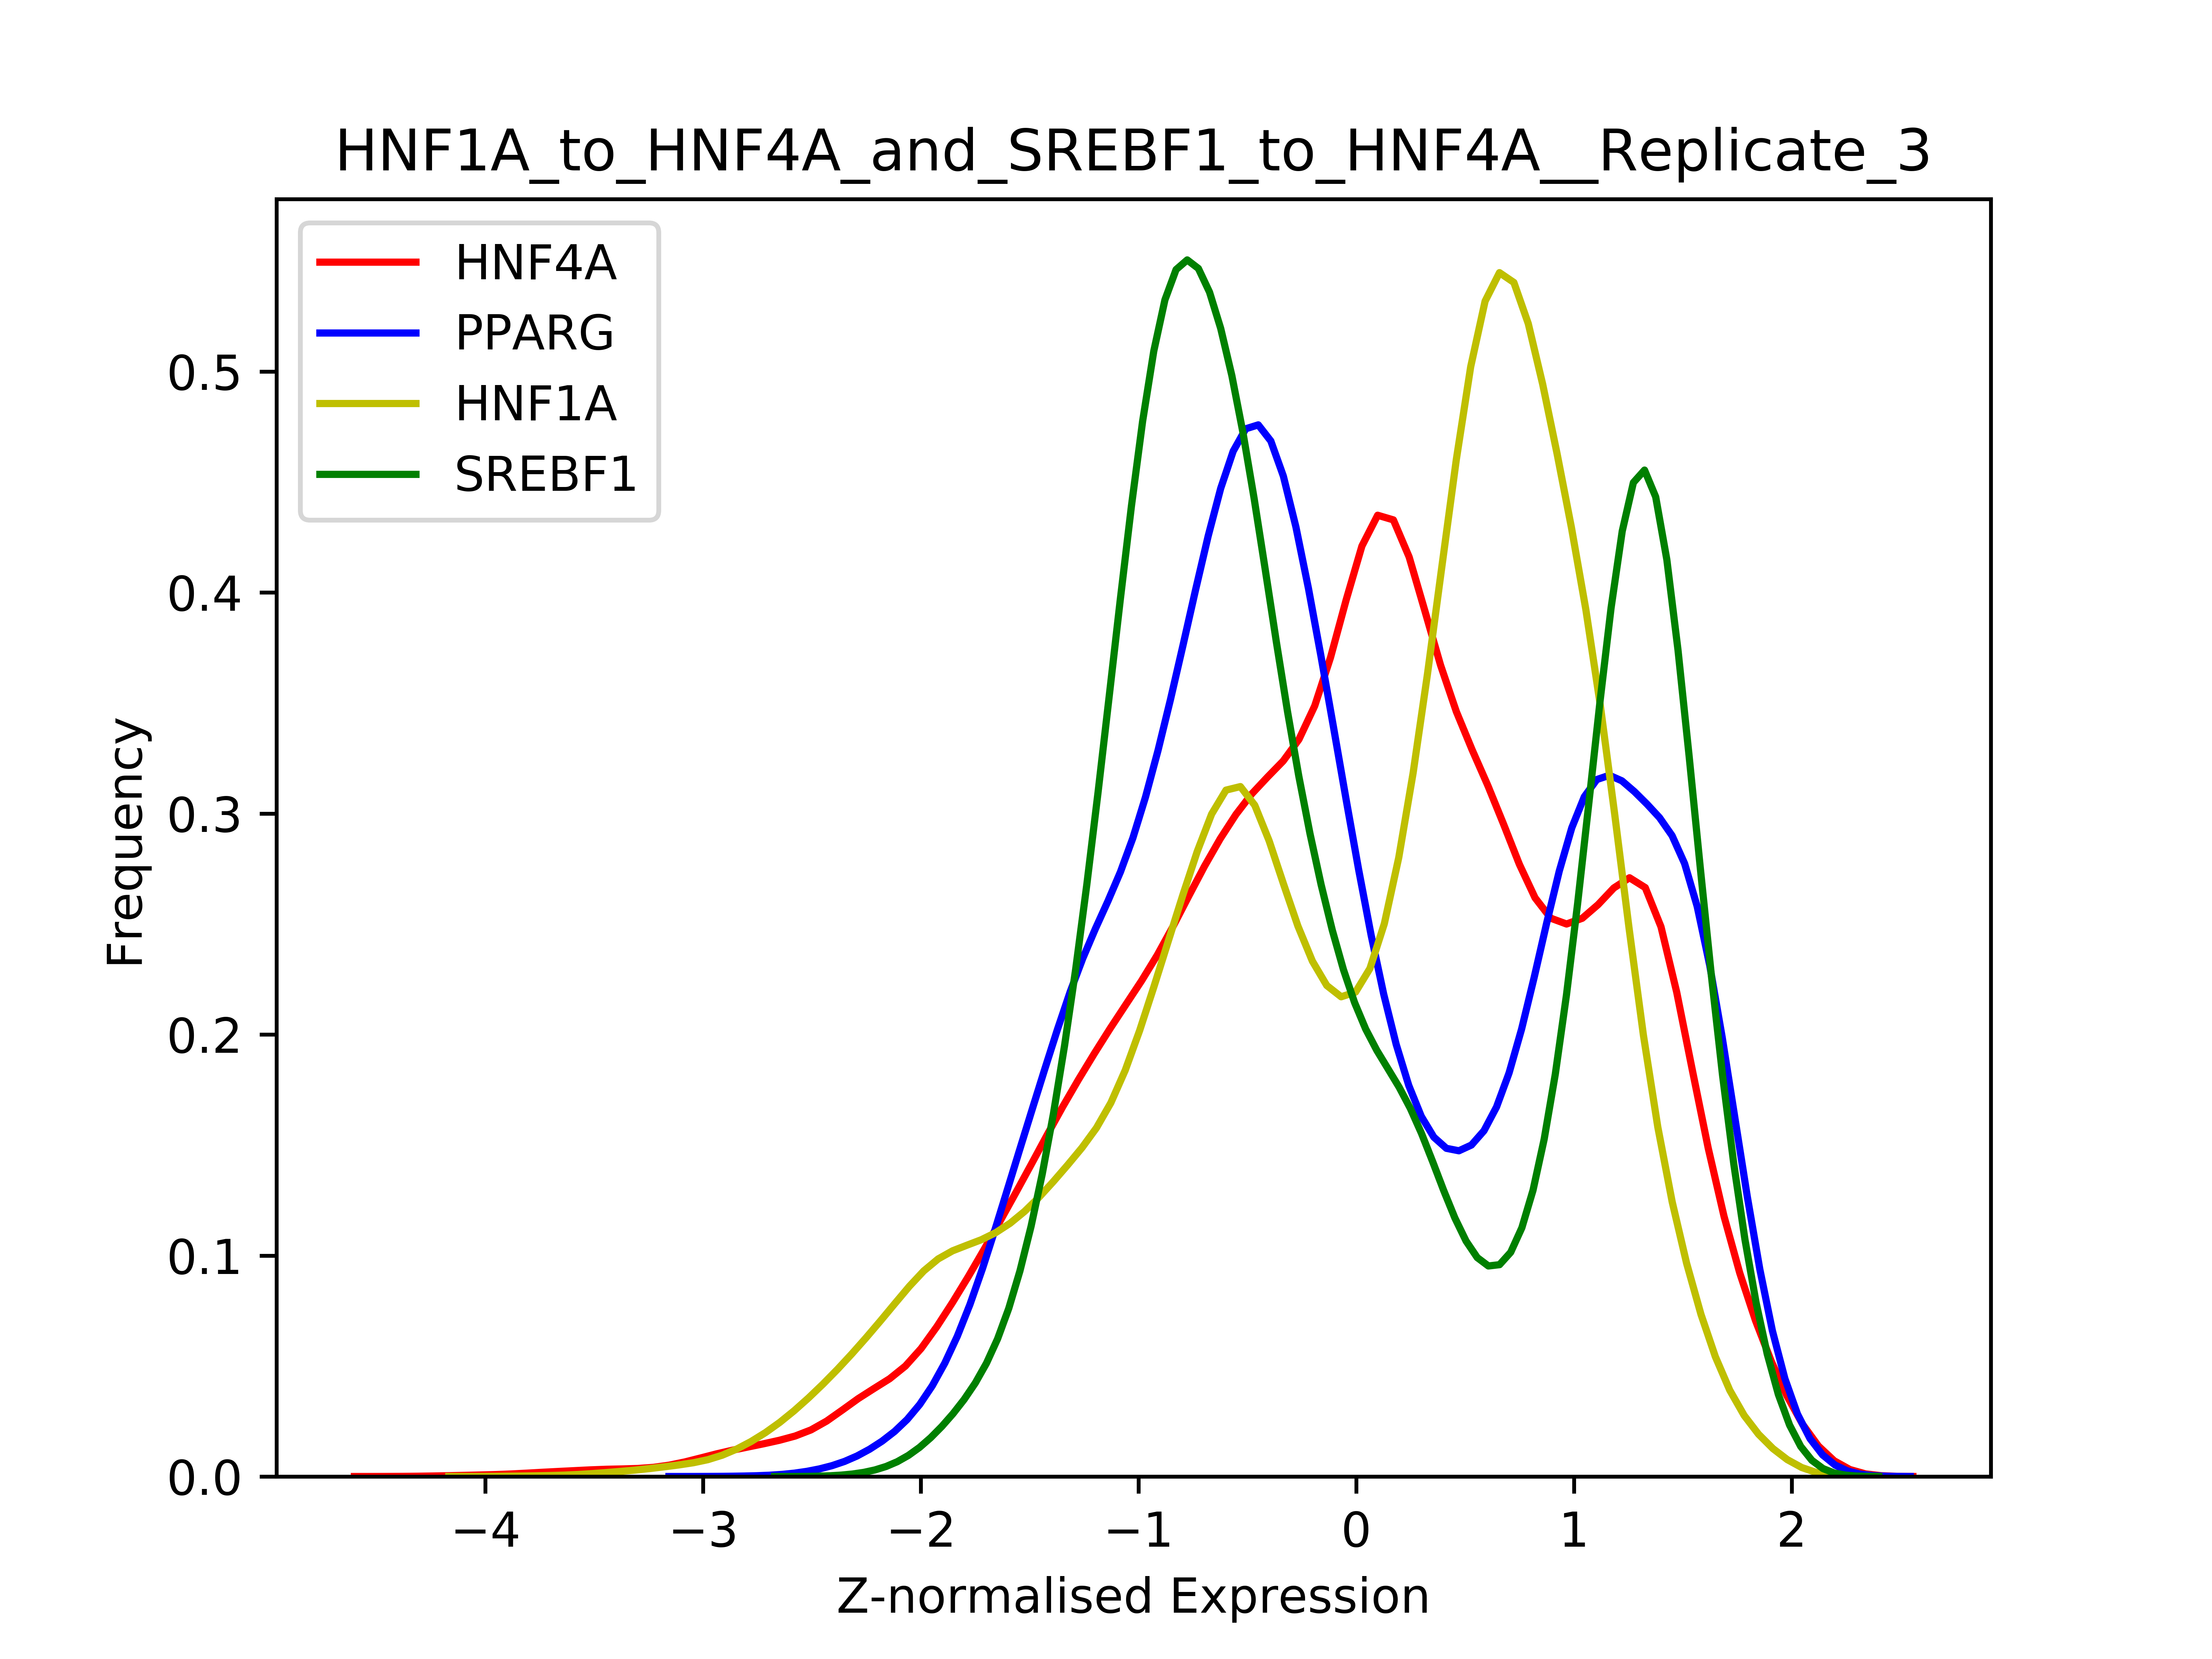 HNF1A_to_HNF4A_and_SREBF1_to_HNF4A__Replicate_3
HNF4A
PPARG
HNF1A
SREBF1
0.5
0.4
0.3
0.2
0.1
0.0
Frequency
−4 −3 −2 −1 0 1 2
Z-normalised Expression